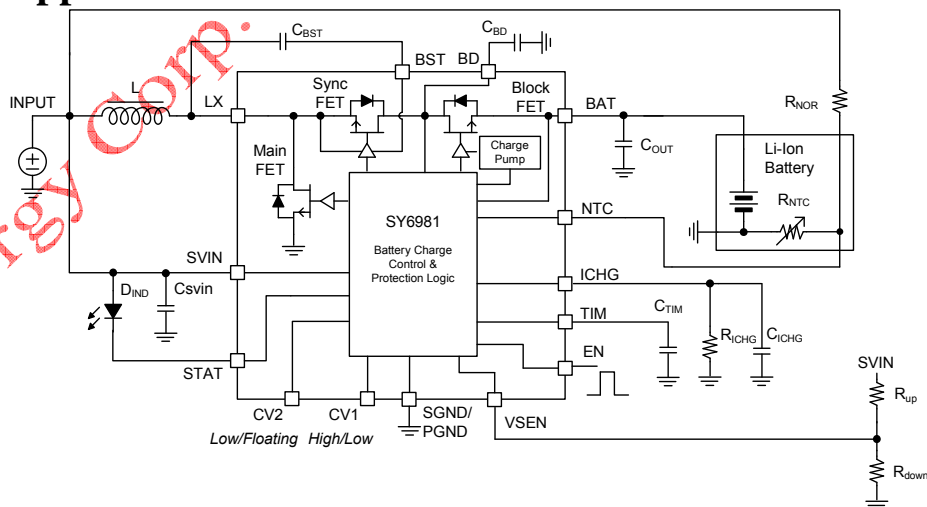 rgy Corp.
C_BST
C_BD
BST
BD
L
Sync
FET
Block
FET
INPUT
LX
BAT
R_NOR
C_OUT
Main
FET
Charge
Pump
Li-Ion
Battery
R_NTC
SY6981
Battery Charge
Control &
Protection Logic
NTC
SVIN
D_IND
Csvin
ICHG
TIM
C_TIM
R_ICHG
C_ICHG
EN
STAT
SVIN
R_up
CV2
CV1
SGND/
PGND
VSEN
Low/Floating
High/Low
R_down